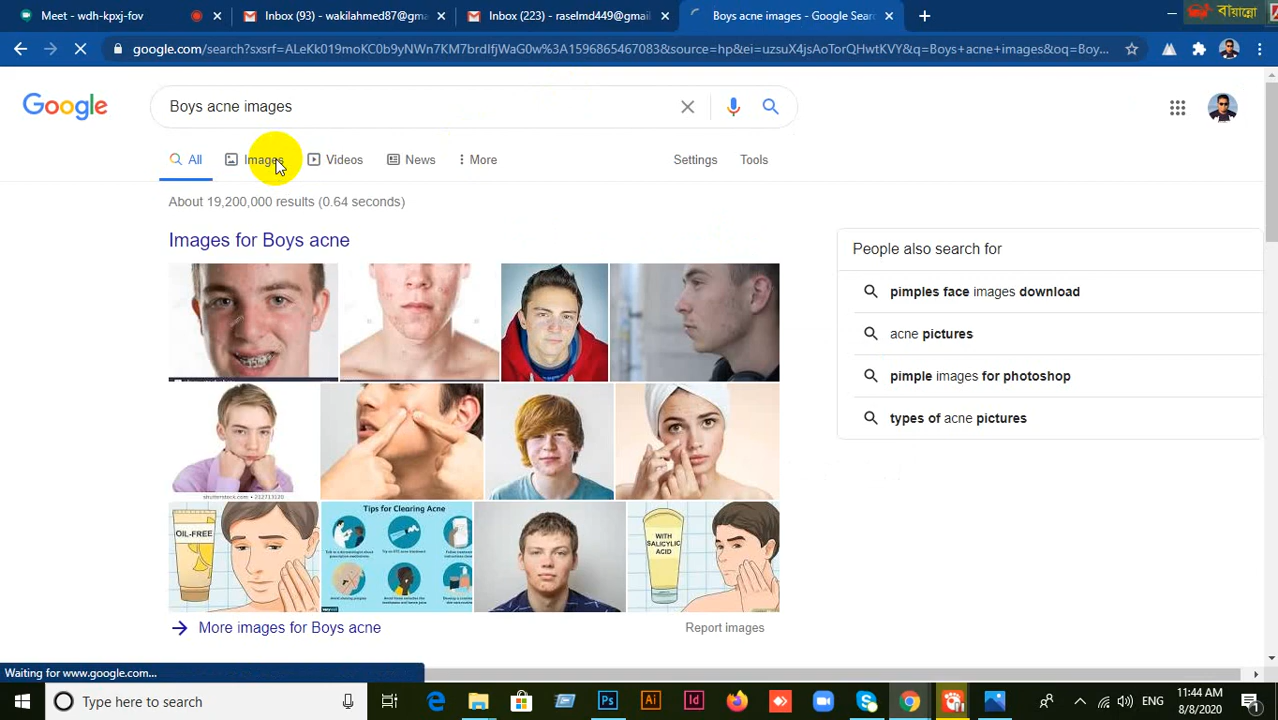 Meet - wdh-kpxj-fov
Inbox (93) - wakilahmed87@gmai
Inbox (223) - raselmd449@gmail
Boys acne images - Google Searc
বায়ান্নো
google.com/search?sxsrf=ALeKk019moKC0b9yNWn7KM7brdIfjWaG0w%3A1596865467083&source=hp&ei=uzsuX4jsAoTorQHwtKVY&q=Boys+acne+images&oq=Boy...
Google
Boys acne images
All
Images
Videos
News
More
Settings
Tools
About 19,200,000 results (0.64 seconds)
Images for Boys acne
People also search for
pimples face images download
acne pictures
pimple images for photoshop
types of acne pictures
shutterstock.com • 212713120
OIL-FREE
Tips for Clearing Acne
WITH
SALICYLIC
ACID
More images for Boys acne
Report images
Waiting for www.google.com...
Type here to search
ENG
11:44 AM
8/8/2020